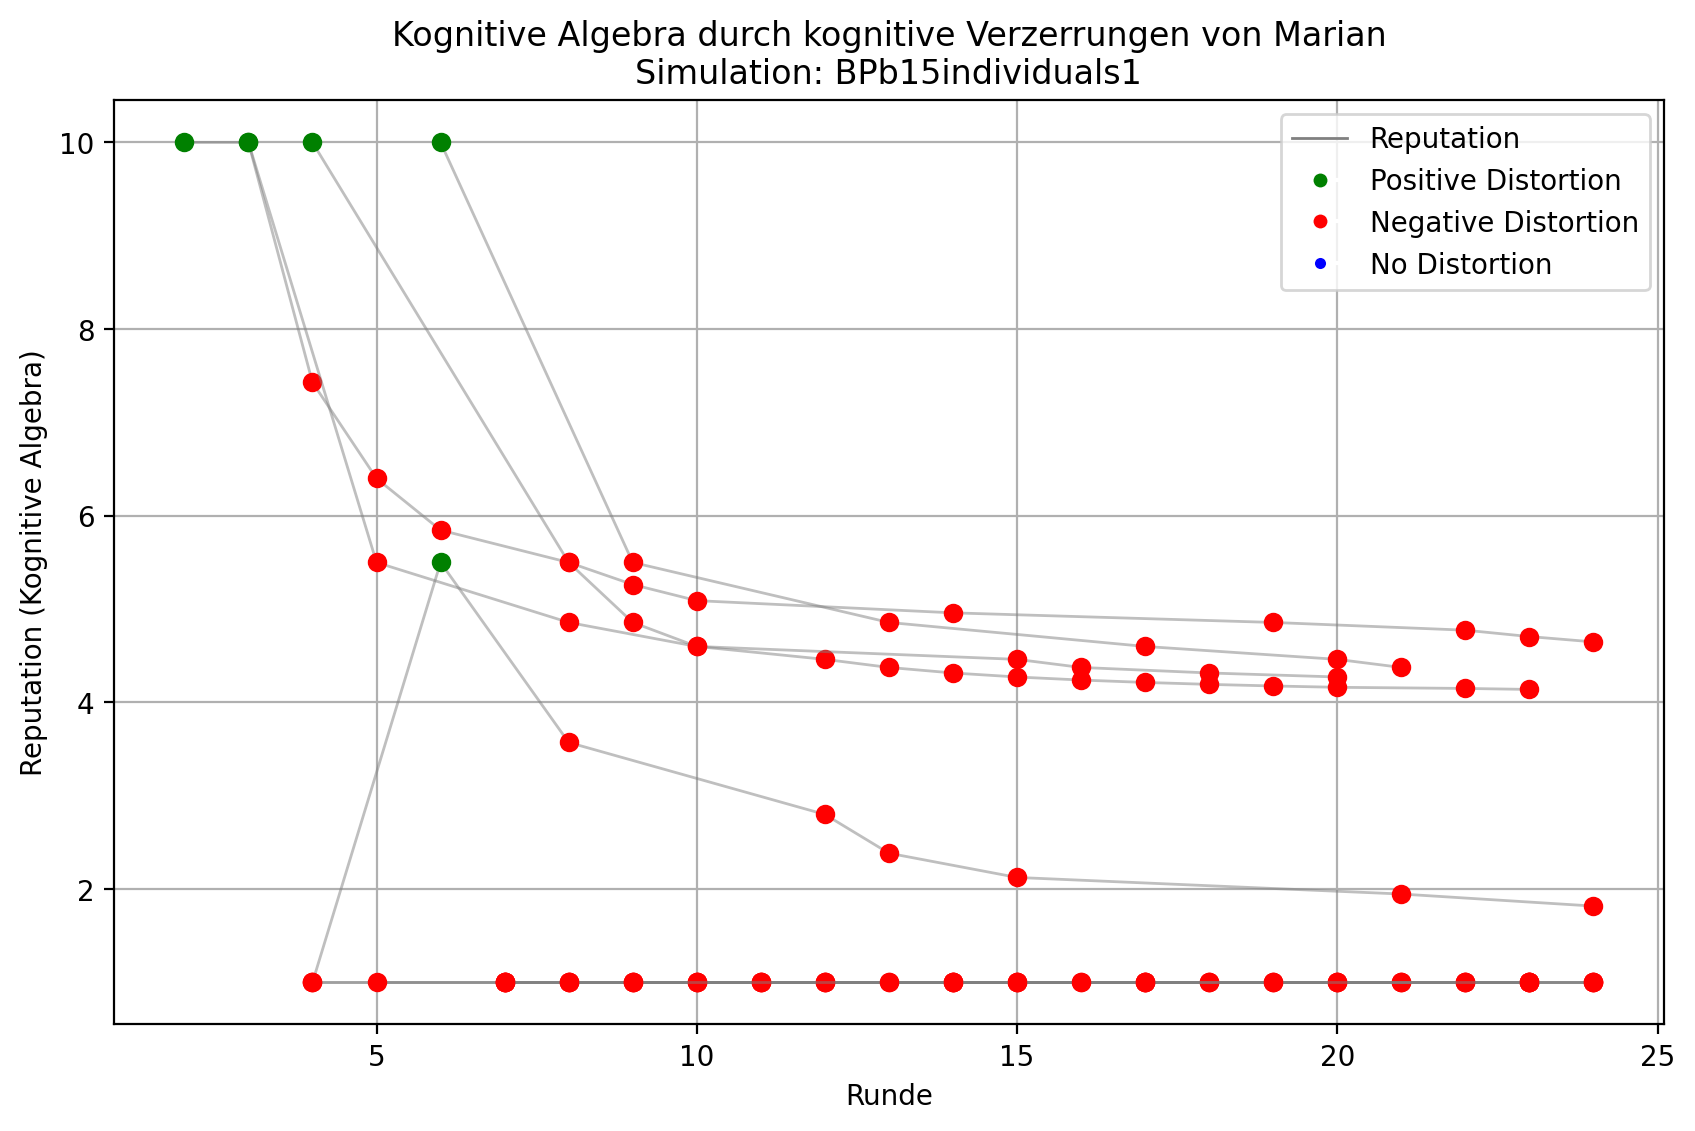 Kognitive Algebra durch kognitive Verzerrungen von Marian
Simulation: BPb15individuals1
Reputation
Positive Distortion
Negative Distortion
No Distortion
Reputation (Kognitive Algebra)
10
8
6
4
2
5
10
15
20
25
Runde